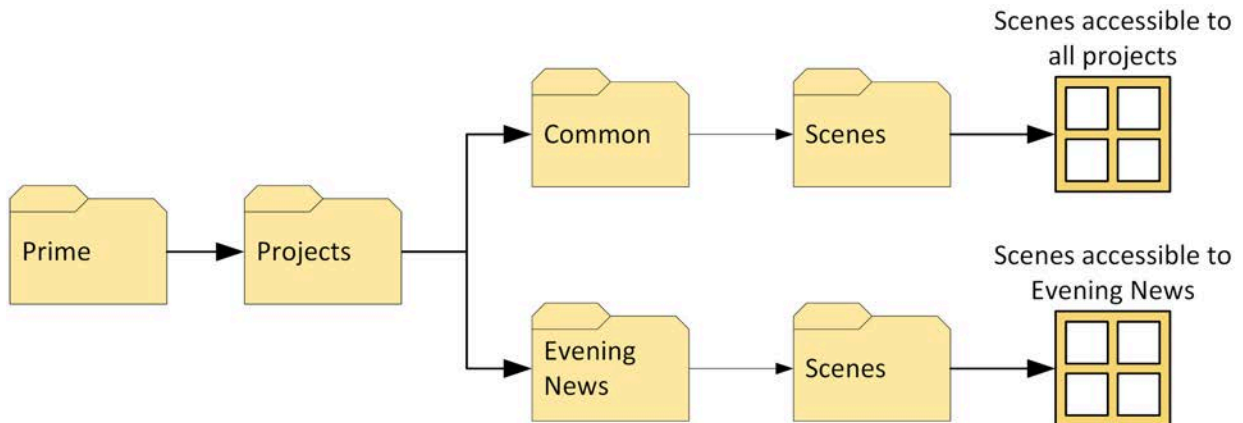 Scenes accessible to
all projects
Common
Scenes
Prime
Projects
Scenes accessible to
Evening News
Evening
News
Scenes